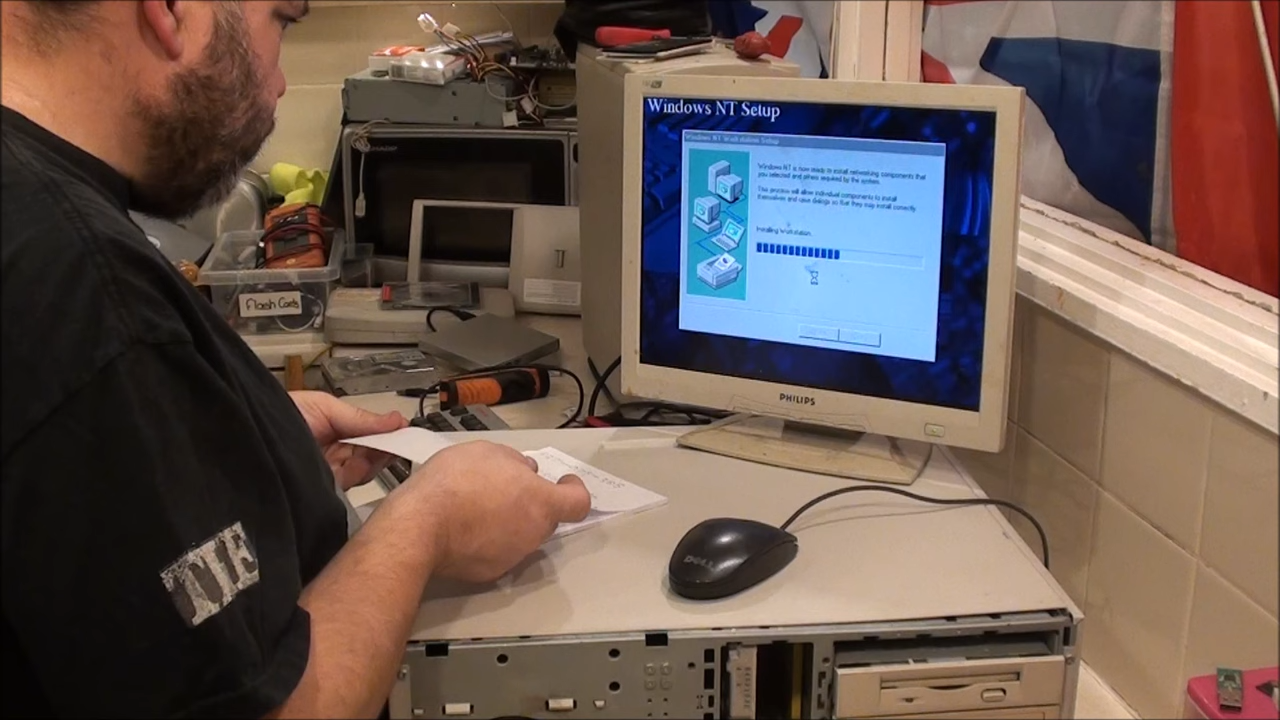 Windows NT Setup
Windows NT Workstation Setup
Windows NT is now ready to install networking components that
you selected and others required by the system.
This process will allow individual components to install
themselves and raise dialogs so that they may install correctly.
Installing Workstation
SHARP
Flash Cards
PHILIPS
DELL